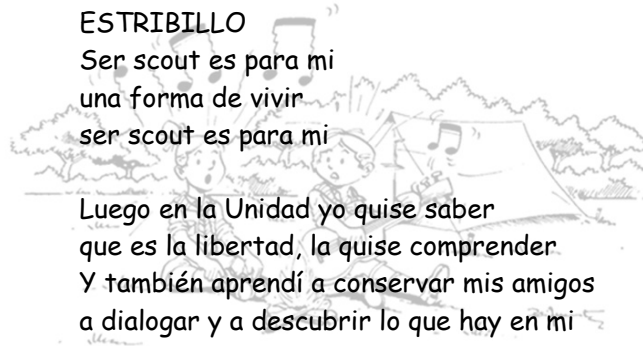 ESTRIBILLO
Ser scout es para mi
una forma de vivir
ser scout es para mi
Luego en la Unidad yo quise saber
que es la libertad, la quise comprender
Y también aprendí a conservar mis amigos
a dialogar y a descubrir lo que hay en mi